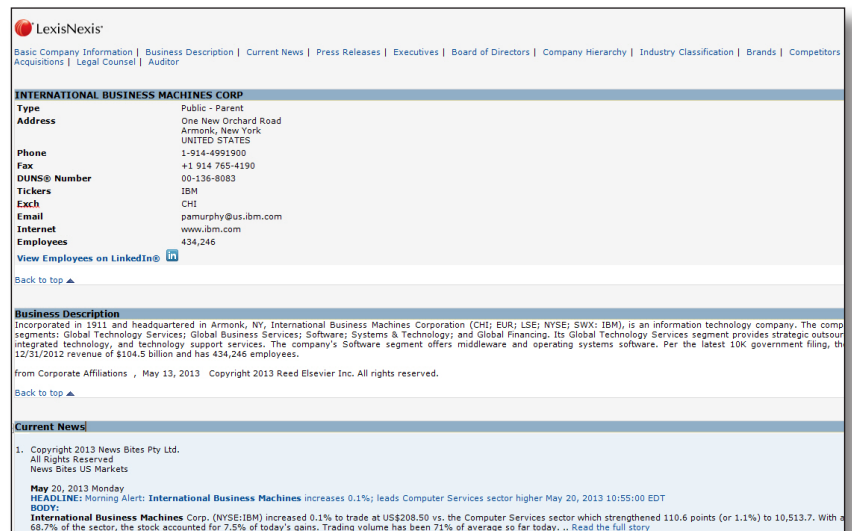 LexisNexis®
Basic Company Information | Business Description | Current News | Press Releases | Executives | Board of Directors | Company Hierarchy | Industry Classification | Brands | Competitors
Acquisitions | Legal Counsel | Auditor
INTERNATIONAL BUSINESS MACHINES CORP
Type Public - Parent
Address One New Orchard Road
Armonk, New York
UNITED STATES
Phone 1-914-4991900
Fax +1 914 765-4190
DUNS® Number 00-136-8083
Tickers IBM
Exch CHI
Email pamurphy@us.ibm.com
Internet www.ibm.com
Employees 434,246
View Employees on LinkedIn® in
Back to top
Business Description
Incorporated in 1911 and headquartered in Armonk, NY, International Business Machines Corporation (CHI; EUR; LSE; NYSE; SWX: IBM), is an information technology company. The comp
segments: Global Technology Services; Global Business Services; Software; Systems & Technology; and Global Financing. Its Global Technology Services segment provides strategic outsour
integrated technology, and technology support services. The company's Software segment offers middleware and operating systems software. Per the latest 10K government filing, the
12/31/2012 revenue of $104.5 billion and has 434,246 employees.
from Corporate Affiliations , May 13, 2013 Copyright 2013 Reed Elsevier Inc. All rights reserved.
Back to top
Current News
1. Copyright 2013 News Bites Pty Ltd.
All Rights Reserved
News Bites US Markets
May 20, 2013 Monday
HEADLINE: Morning Alert: International Business Machines increases 0.1%; leads Computer Services sector higher May 20, 2013 10:55:00 EDT
BODY:
International Business Machines Corp. (NYSE:IBM) increased 0.1% to trade at US$208.50 vs. the Computer Services sector which strengthened 110.6 points (or 1.1%) to 10,513.7. With a
68.7% of the sector, the stock accounted for 7.5% of today's gains. Trading volume has been 71% of average so far today. .. Read the full story